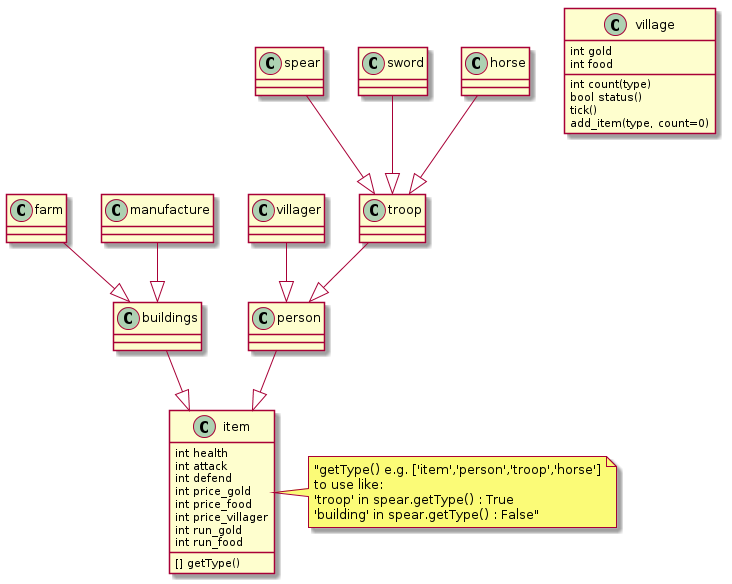 C village
int gold
int food
int count(type)
bool status()
tick()
add_item(type, count=0)
C spear
C sword
C horse
C farm
C manufacture
C villager
C troop
C buildings
C person
C item
int health
int attack
int defend
int price_gold
int price_food
int price_villager
int run_gold
int run_food
[] getType()
"getType() e.g. ['item','person','troop','horse']
to use like:
'troop' in spear.getType() : True
'building' in spear.getType() : False"